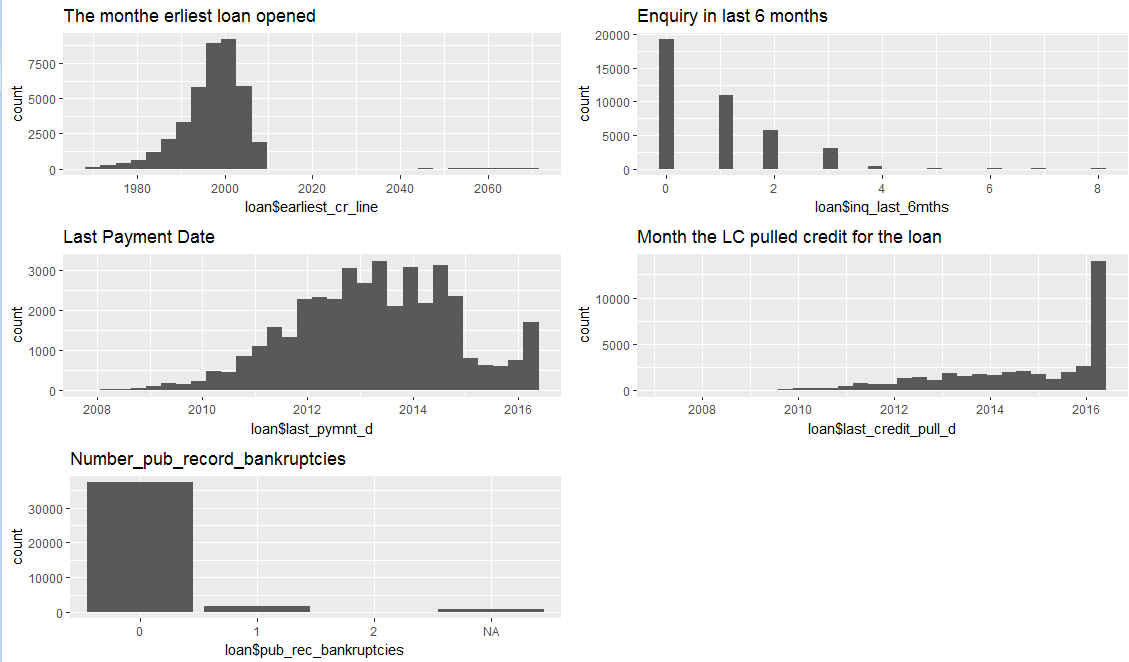 The monthe erliest loan opened
count
7500
5000
2500
0
1980 2000 2020 2040 2060
loan$earliest_cr_line
Enquiry in last 6 months
count
20000
15000
10000
5000
0
0 2 4 6 8
loan$inq_last_6mths
Last Payment Date
count
3000
2000
1000
0
2008 2010 2012 2014 2016
loan$last_pymnt_d
Month the LC pulled credit for the loan
count
10000
5000
0
2008 2010 2012 2014 2016
loan$last_credit_pull_d
Number_pub_record_bankruptcies
count
30000
20000
10000
0
0 1 2 NA
loan$pub_rec_bankruptcies